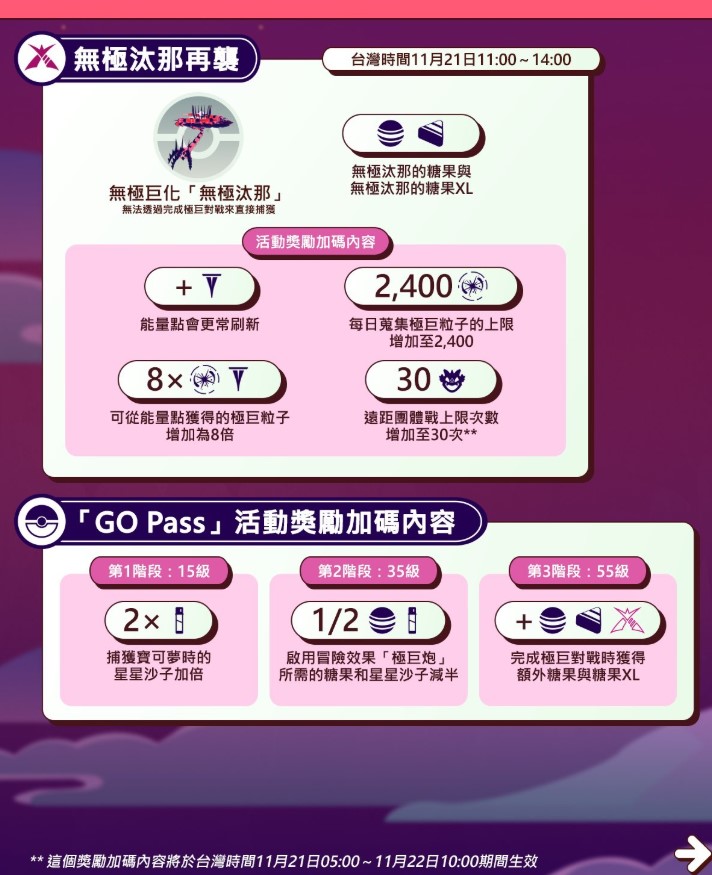 無極汰那再襲
台灣時間11月21日11:00~14:00
無極巨化「無極汰那」
無法透過完成極巨對戰來直接捕獲
無極汰那的糖果與
無極汰那的糖果XL
活動獎勵加碼內容
+
能量點會更常刷新
2,400
每日蒐集極巨粒子的上限
增加至2,400
8×
可從能量點獲得的極巨粒子
增加為8倍
30
遠距團體戰上限次數
增加至30次**
「GO Pass」活動獎勵加碼內容
第1階段：15級
2×
捕獲寶可夢時的
星星沙子加倍
第2階段：35級
1/2
啟用冒險效果「極巨炮」
所需的糖果和星星沙子減半
第3階段：55級
+
完成極巨對戰時獲得
額外糖果與糖果XL
** 這個獎勵加碼內容將於台灣時間11月21日05:00~11月22日10:00期間生效